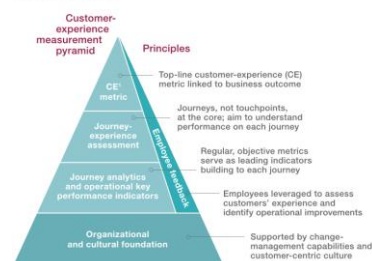 Customer-
experience
measurement
pyramid
Principles
CE¹
metric
Top-line customer-experience (CE)
metric linked to business outcome
Journey-
experience
assessment
Journeys, not touchpoints,
at the core; aim to understand
performance on each journey
Employee feedback
Journey analytics
and operational key
performance indicators
Regular, objective metrics
serve as leading indicators
building to each journey
Employees leveraged to assess
customers' experience and
identify operational improvements
Organizational
and cultural foundation
Supported by change-
management capabilities and
customer-centric culture